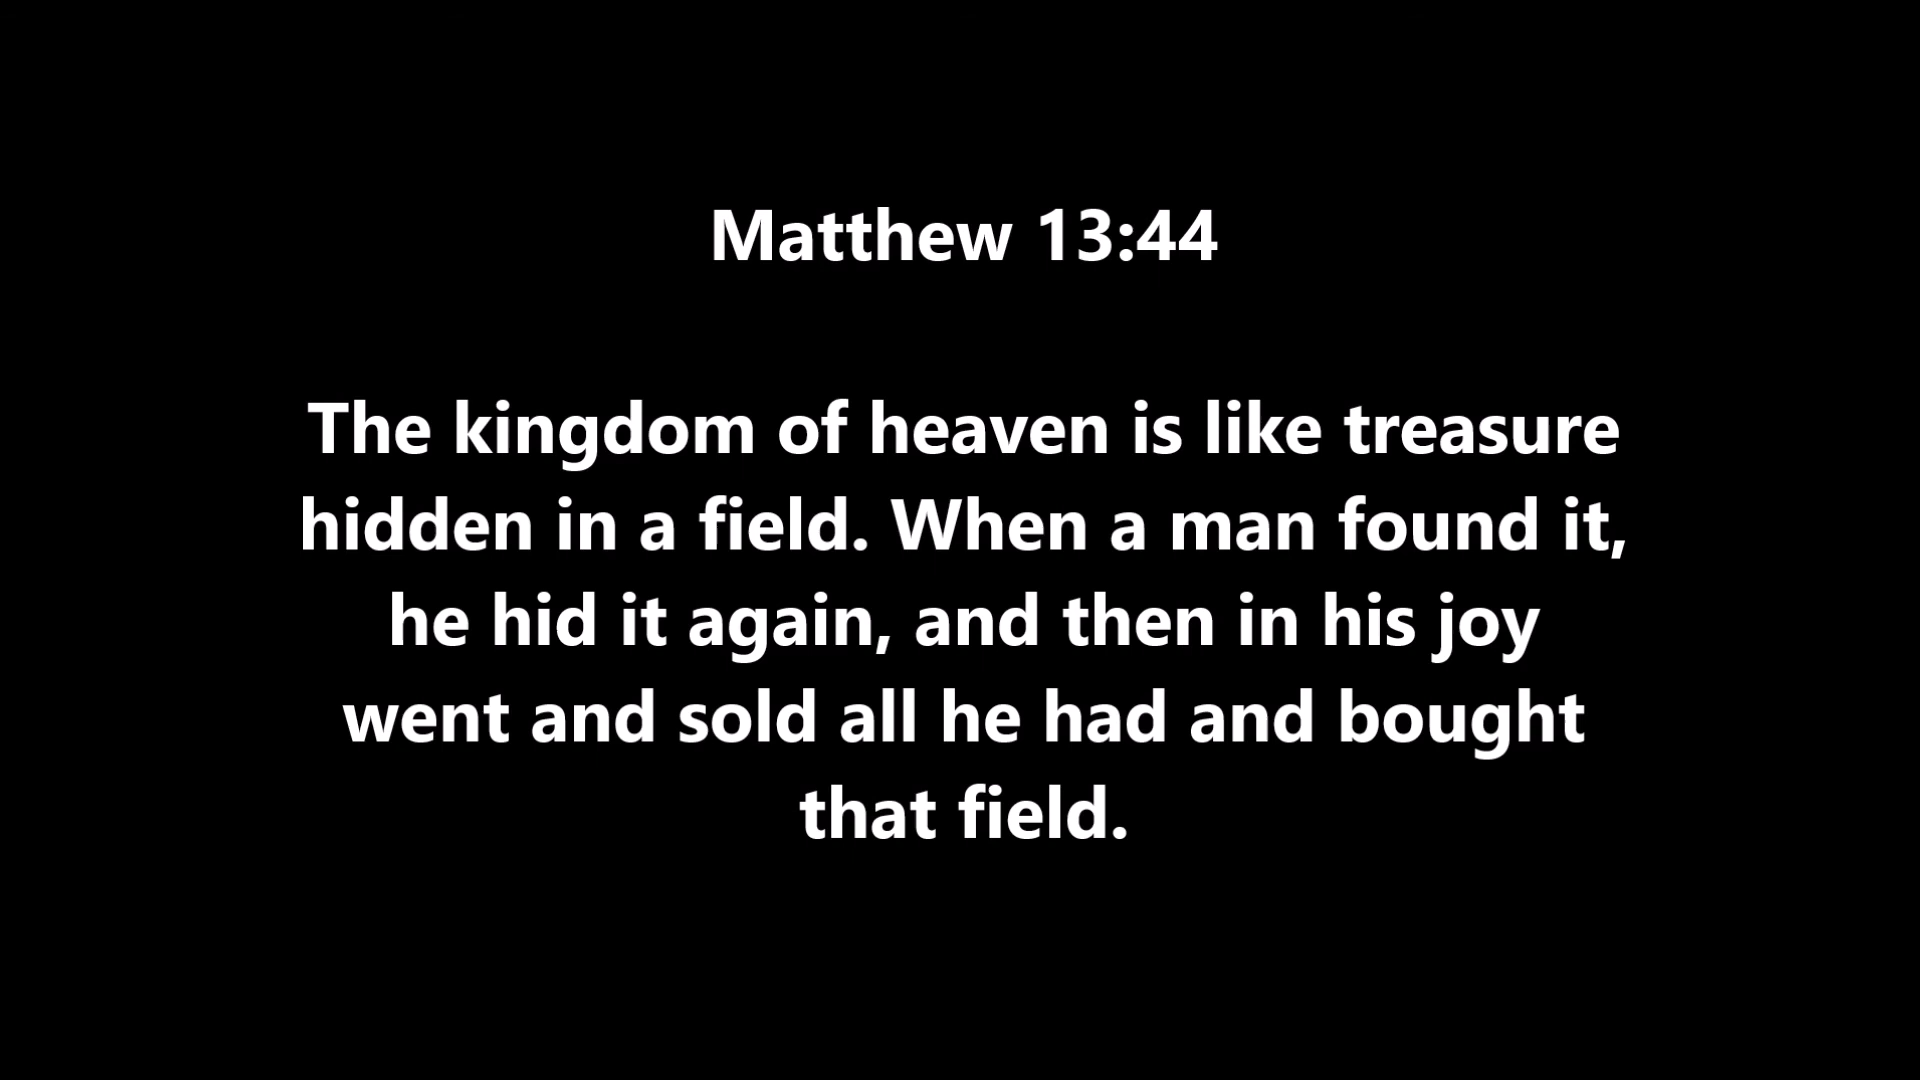 Matthew 13:44
The kingdom of heaven is like treasure
hidden in a field. When a man found it,
he hid it again, and then in his joy
went and sold all he had and bought
that field.